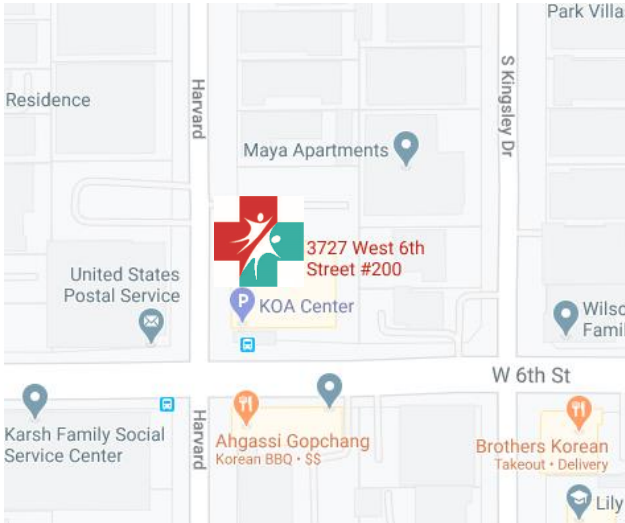 Park Villa
Residence
Harvard
S Kingsley Dr
Maya Apartments
3727 West 6th
Street #200
United States
Postal Service
P
KOA Center
Wilso
Famil
W 6th St
Karsh Family Social
Service Center
Harvard
Ahgassi Gopchang
Korean BBQ • $$
Brothers Korean
Takeout • Delivery
Lily